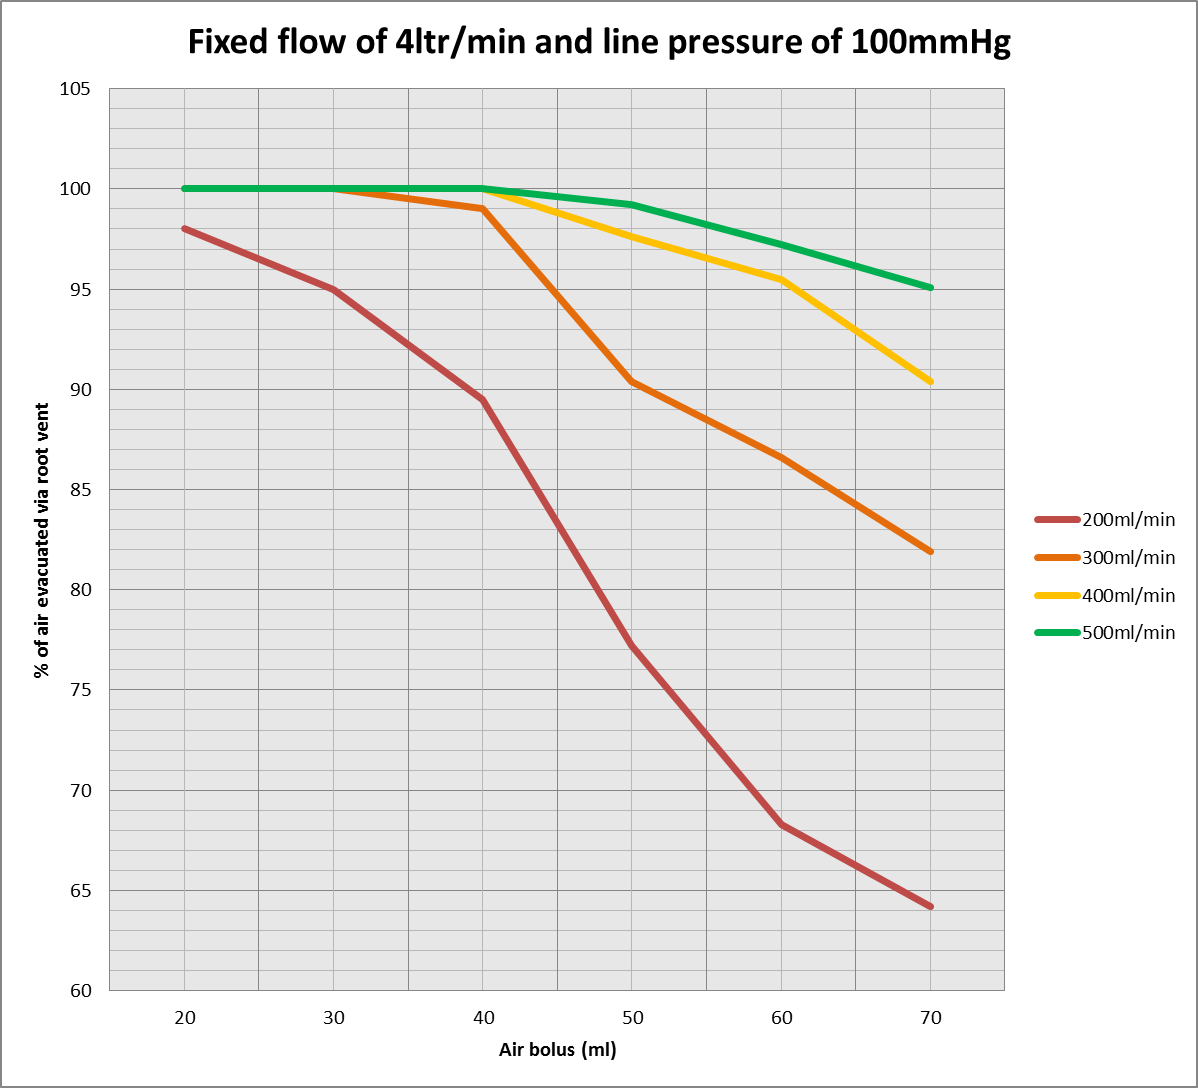 Fixed flow of 4ltr/min and line pressure of 100mmHg
% of air evacuated via root vent
105
100
95
90
85
80
75
70
65
60
20 30 40 50 60 70
Air bolus (ml)
200ml/min
300ml/min
400ml/min
500ml/min